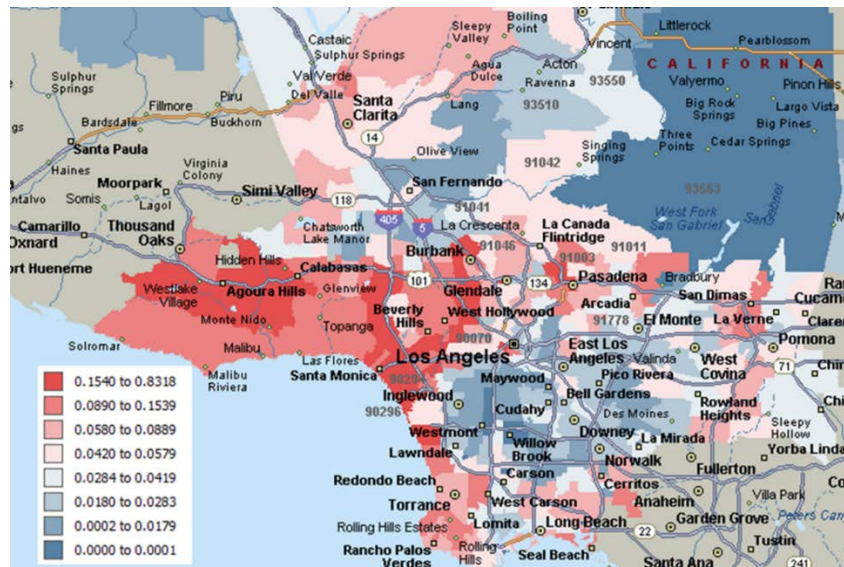 Castaic
Sulphur Springs
Val Verde
Del Valle
Sleepy
Valley
Boiling
Point
Agua
Dulce
Acton
Ravenna
Lang
Vincent
Littlerock
Pearblossom
CALIFORNIA
Valyermo
Pinon Hills
Big Rock
Springs
Largo Vista
Big Pines
Three
Points
Cedar Springs
93550
93510
93563
Sulphur
Springs
Fillmore
Piru
Bardsdale
Buckhorn
Santa Paula
Haines
Santa
Clarita
14
Olive View
91042
Singing
Springs
Virginia
Colony
Moorpark
Somis
Lagol
Simi Valley
118
San Fernando
91041
405
5
West Fork
San Gabriel
San Gabriel
Camarillo
Oxnard
ort Hueneme
Thousand
Oaks
Chatsworth
Lake Manor
La Crescenta
91046
La Canada
Flintridge
91011
91003
Burbank
Hidden Hills
Calabasas
101
Glendale
134
Pasadena
Bradbury
Arcadia
San Dimas
Westlake
Village
Agoura Hills
Glenview
Monte Nido
Topanga
Beverly
Hills
West Hollywood
90070
91778
El Monte
La Verne
Pomona
Solromar
Malibu
Las Flores
Malibu
Riviera
Santa Monica
Los Angeles
East Los
Angeles
Valinda
West
Covina
71
Maywood
Pico Rivera
Bell Gardens
Rowland
Heights
Inglewood
90296
Cudahy
Des Moines
Sleepy
Hollow
Westmont
Willow
Brook
Downey
La Mirada
Yorba Linda
Lawndale
Norwalk
Fullerton
Carson
Cerritos
Redondo Beach
Torrance
West Carson
Anaheim
Villa Park
Rolling Hills Estates
Lomita
Long Beach
22
Garden Grove
Rancho Palos
Verdes
Rolling
Hills
Seal Beach
Santa Ana
Tustin
241
0.1540 to 0.8318
0.0890 to 0.1539
0.0580 to 0.0889
0.0420 to 0.0579
0.0284 to 0.0419
0.0180 to 0.0283
0.0002 to 0.0179
0.0000 to 0.0001